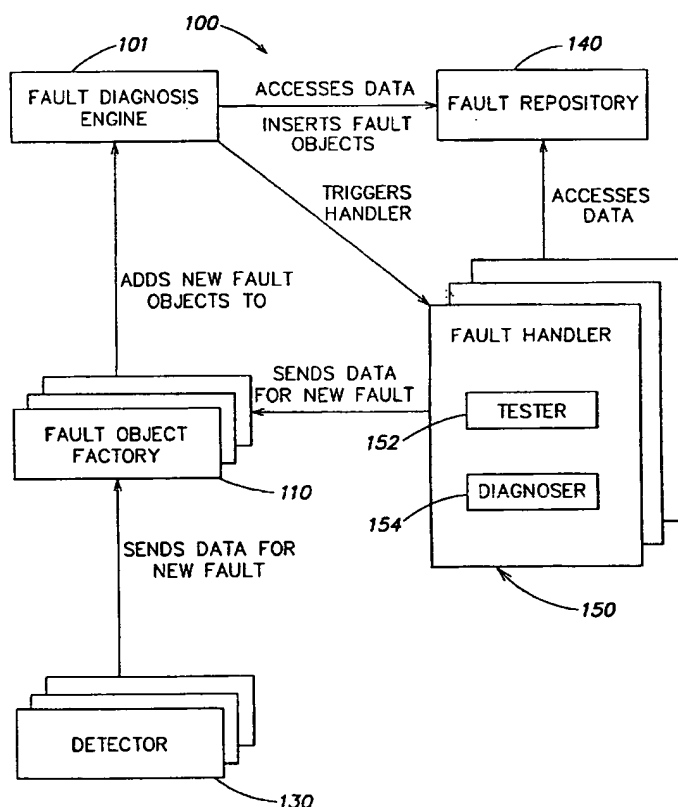 100
101
FAULT DIAGNOSIS
ENGINE
ACCESSES DATA
INSERTS FAULT
OBJECTS
140
FAULT REPOSITORY
TRIGGERS
HANDLER
ACCESSES
DATA
ADDS NEW FAULT
OBJECTS TO
FAULT HANDLER
TESTER
152
DIAGNOSER
154
150
SENDS DATA
FOR NEW FAULT
FAULT OBJECT
FACTORY
110
SENDS DATA FOR
NEW FAULT
DETECTOR
130